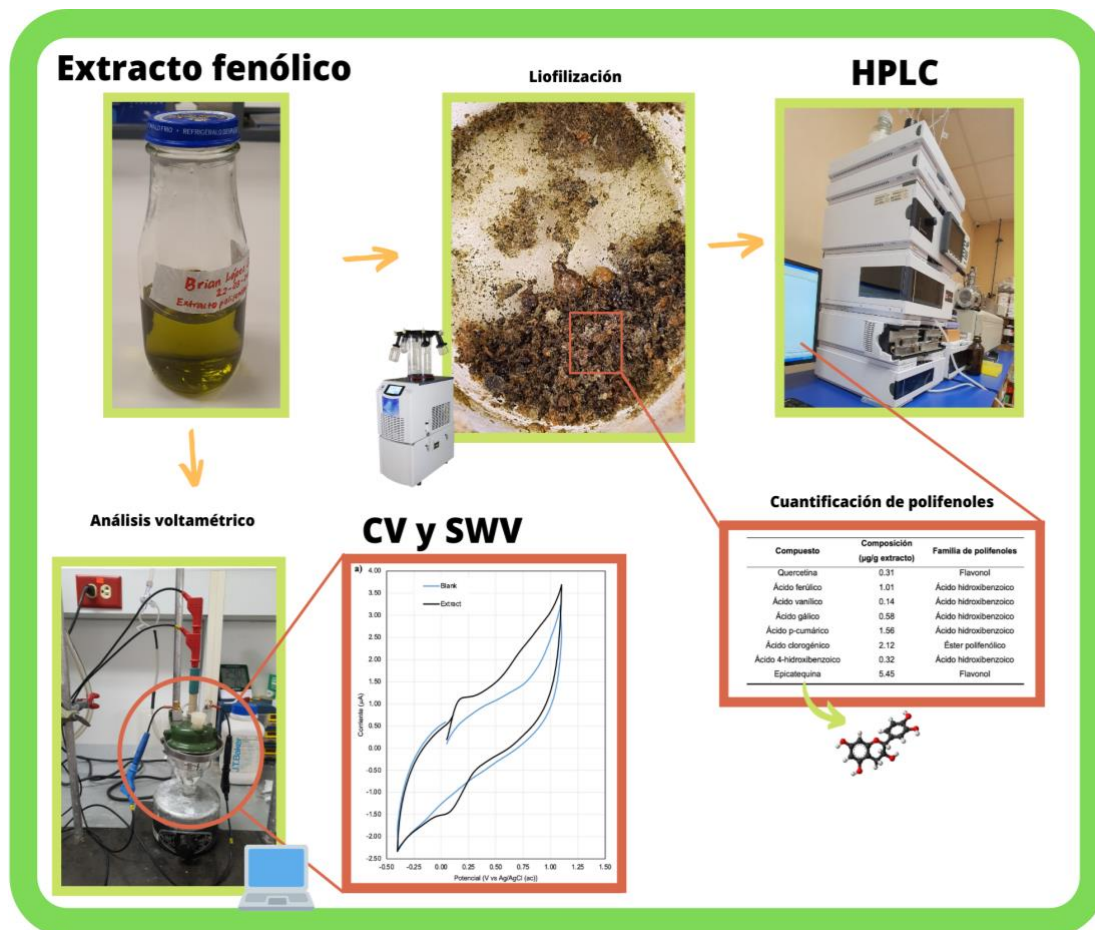 Extracto fenólico
Liofilización
HPLC
FRIO • REFRIGÉRALO DESPUÉS
Brian López
Extracto
Análisis voltamétrico
CV y SWV
a)
Blank
Extract
4.00
3.50
3.00
2.50
2.00
1.50
1.00
0.50
0.00
-0.50
-1.00
-1.50
-2.00
-2.50
-0.50 -0.25 0.00 0.25 0.50 0.75 1.00 1.25 1.50
Corriente (µA)
Potencial (V vs Ag/AgCl (ac))
J.T.Baker
Cuantificación de polifenoles
Compuesto Composición (µg/g extracto) Familia de polifenoles
Quercetina 0.31 Flavonol
Ácido ferúlico 1.01 Ácido hidroxibenzoico
Ácido vanílico 0.14 Ácido hidroxibenzoico
Ácido gálico 0.58 Ácido hidroxibenzoico
Ácido p-cumárico 1.56 Ácido hidroxibenzoico
Ácido clorogénico 2.12 Éster polifenólico
Ácido 4-hidroxibenzoico 0.32 Ácido hidroxibenzoico
Epicatequina 5.45 Flavonol